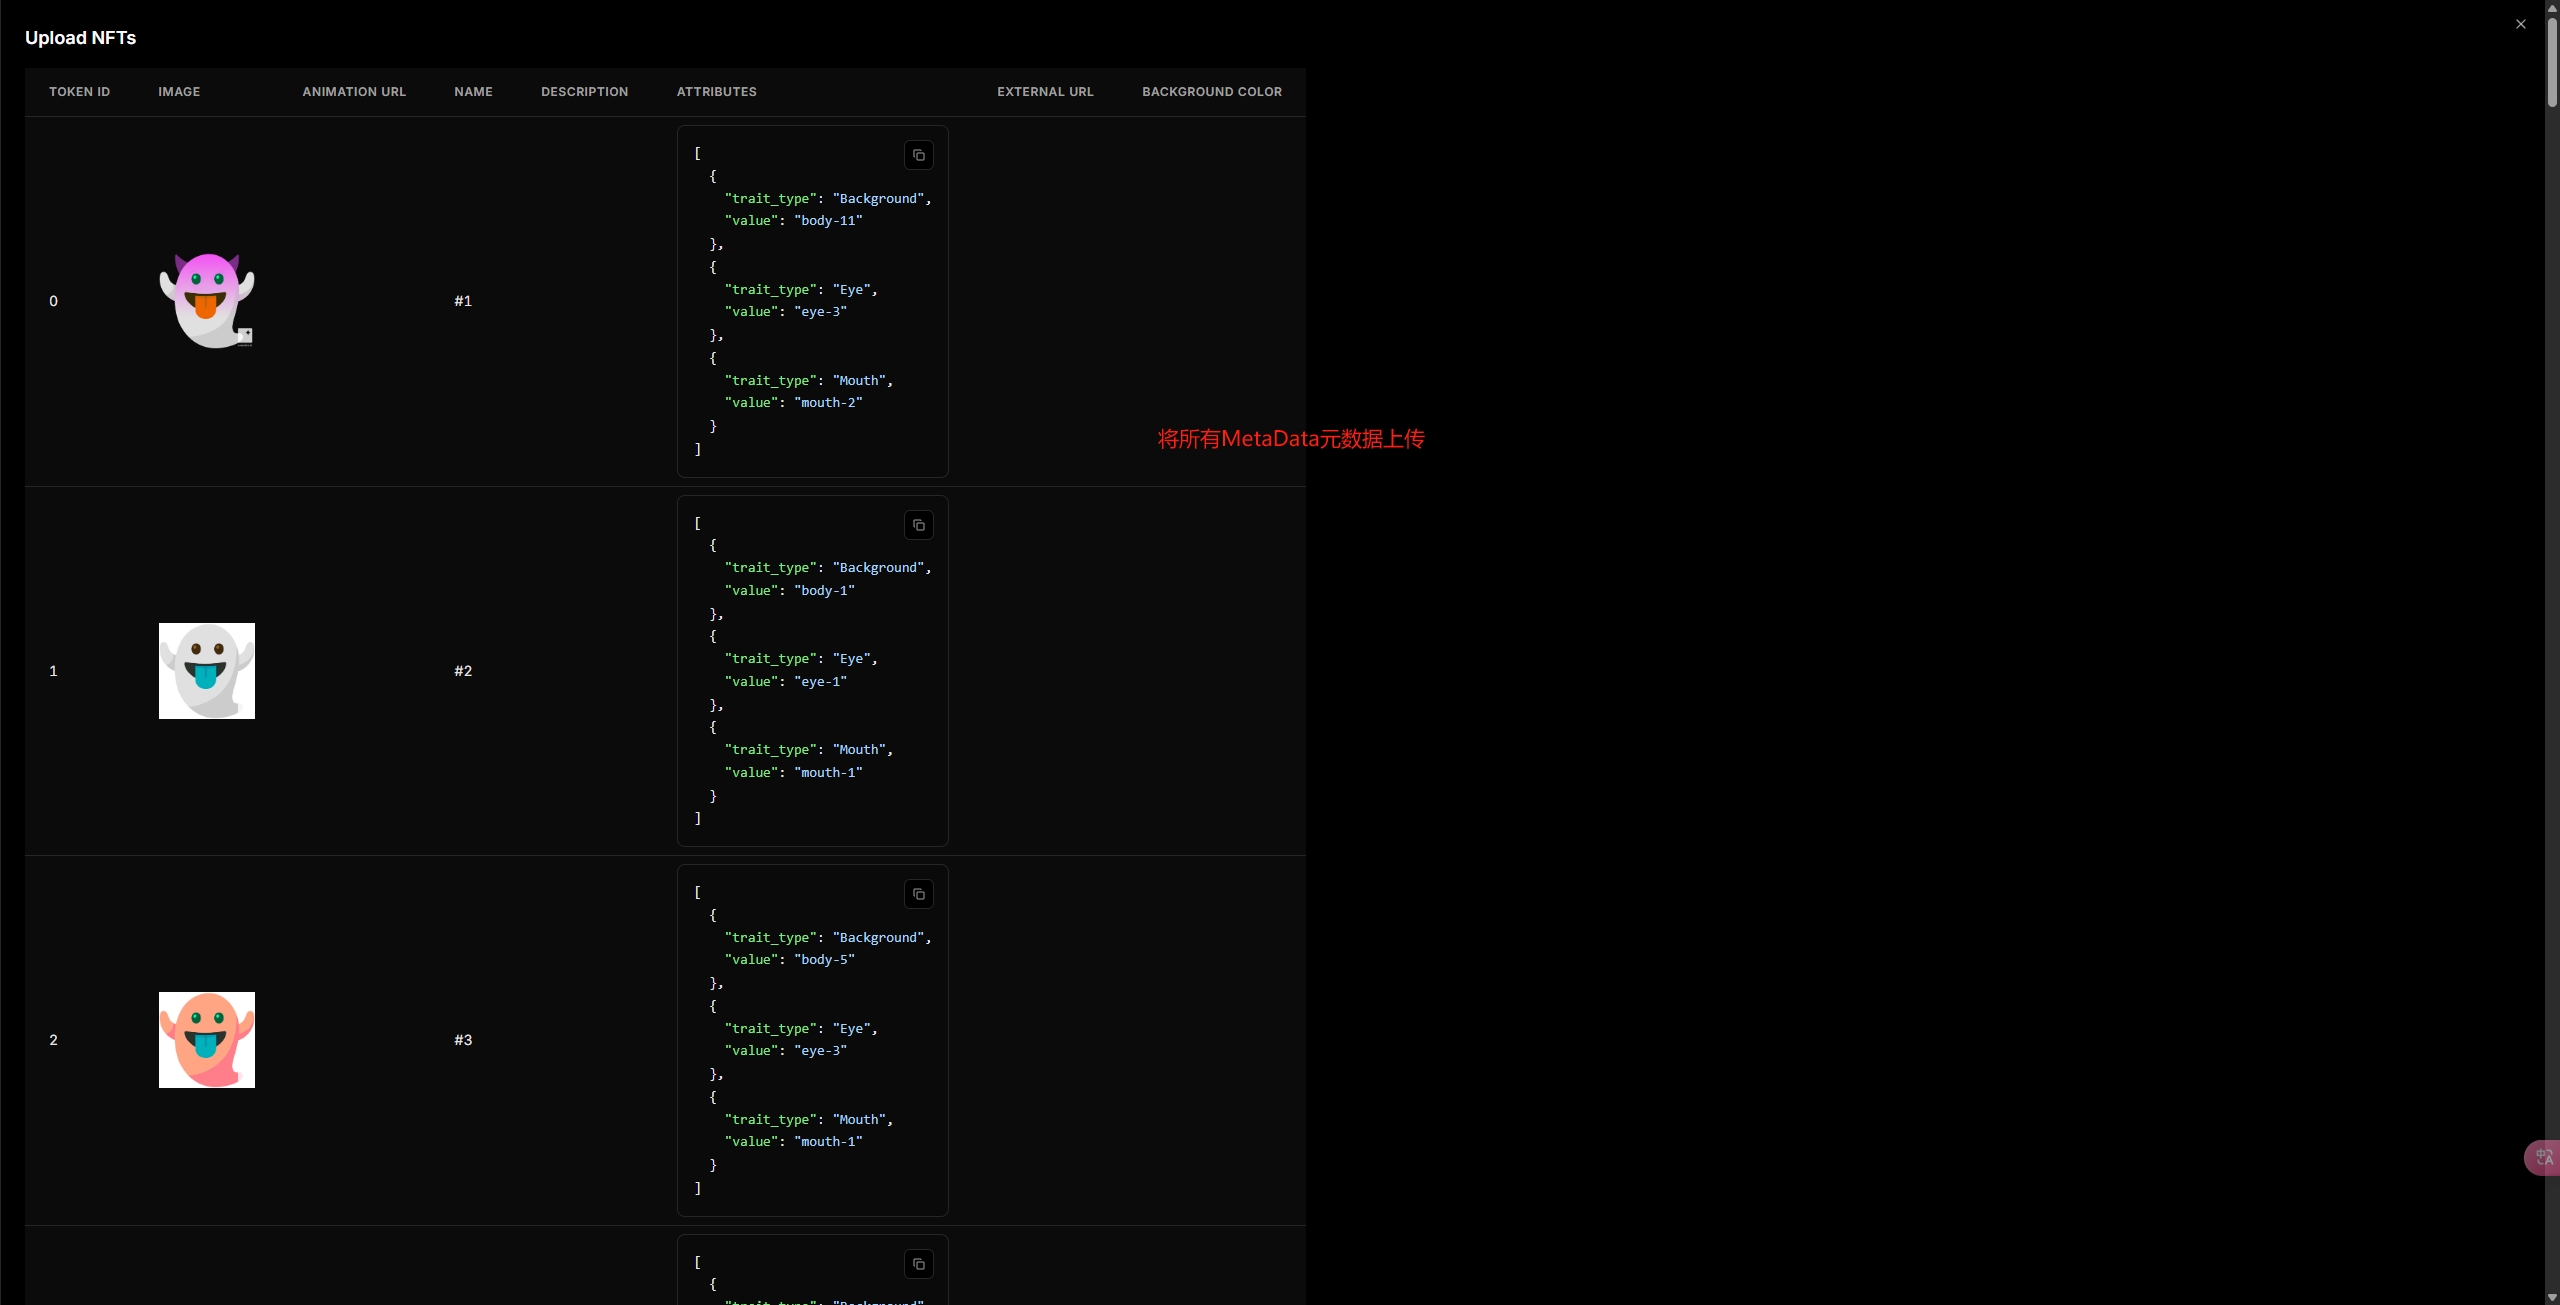 Upload NFTs
TOKEN ID IMAGE ANIMATION URL NAME DESCRIPTION ATTRIBUTES EXTERNAL URL BACKGROUND COLOR
[
{
"trait_type": "Background",
"value": "body-11"
},
{
"trait_type": "Eye",
0 #1
"value": "eye-3"
},
{
"trait_type": "Mouth",
"value": "mouth-2"
}
将所有MetaData元数据上传
]
[
{
"trait_type": "Background",
"value": "body-1"
},
{
"trait_type": "Eye",
1 #2
"value": "eye-1"
},
{
"trait_type": "Mouth",
"value": "mouth-1"
}
]
[
{
"trait_type": "Background",
"value": "body-5"
},
{
"trait_type": "Eye",
2 #3
"value": "eye-3"
},
{
"trait_type": "Mouth",
"value": "mouth-1"
}
]
[
{
"trait_type": "Background",